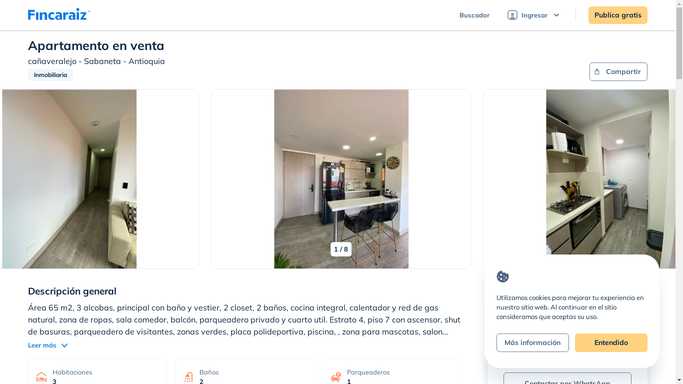 Fincaraiz
Buscador
Ingresar
Publica gratis
Apartamento en venta
cañaveralejo - Sabaneta - Antioquia
Inmobiliaria
Compartir
1 / 8
Descripción general
Área 65 m2, 3 alcobas, principal con baño y vestier, 2 closet, 2 baños, cocina integral, calentador y red de gas
natural, zona de ropas, sala comedor, balcón, parqueadero privado y cuarto util. Estrato 4, piso 7 con ascensor, shut
de basuras, parqueadero de visitantes, zonas verdes, placa polideportiva, piscina, , zona para mascotas, salon...
Leer más
Habitaciones
3
Baños
2
Parqueaderos
1
Utilizamos cookies para mejorar tu experiencia en
nuestro sitio web. Al continuar en el sitio
consideramos que aceptas su uso.
Más información
Entendido
Contactar por WhatsApp